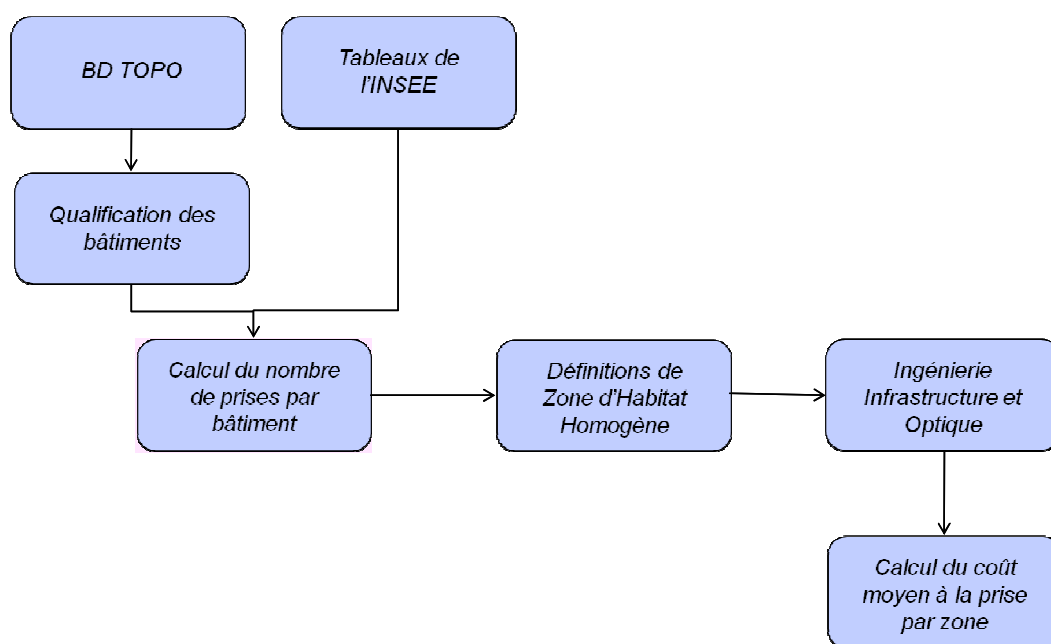 BD TOPO
Tableaux de
l'INSEE
Qualification des
bâtiments
Calcul du nombre
de prises par
bâtiment
Définitions de
Zone d'Habitat
Homogène
Ingénierie
Infrastructure et
Optique
Calcul du coût
moyen à la prise
par zone